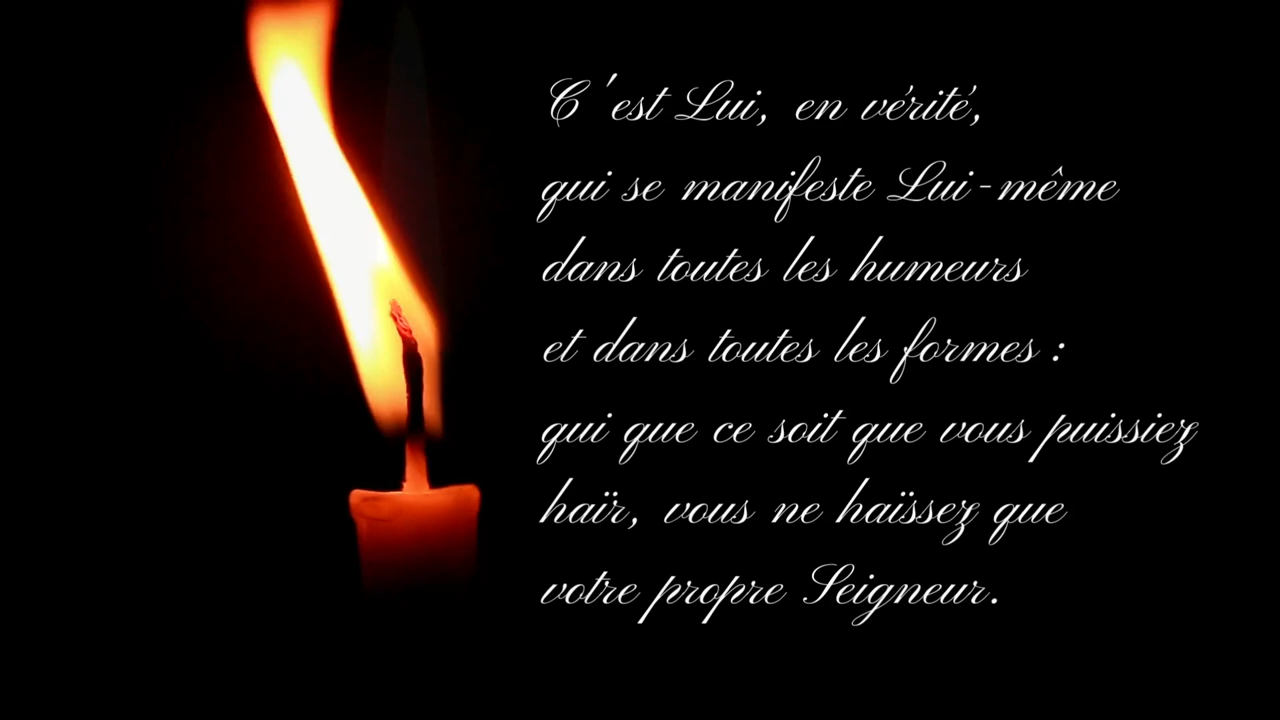 C'est Lui, en vérité,
qui se manifeste Lui-même
dans toutes les humeurs
et dans toutes les formes :
qui que ce soit que vous puissiez
haïr, vous ne haïssez que
votre propre Seigneur.